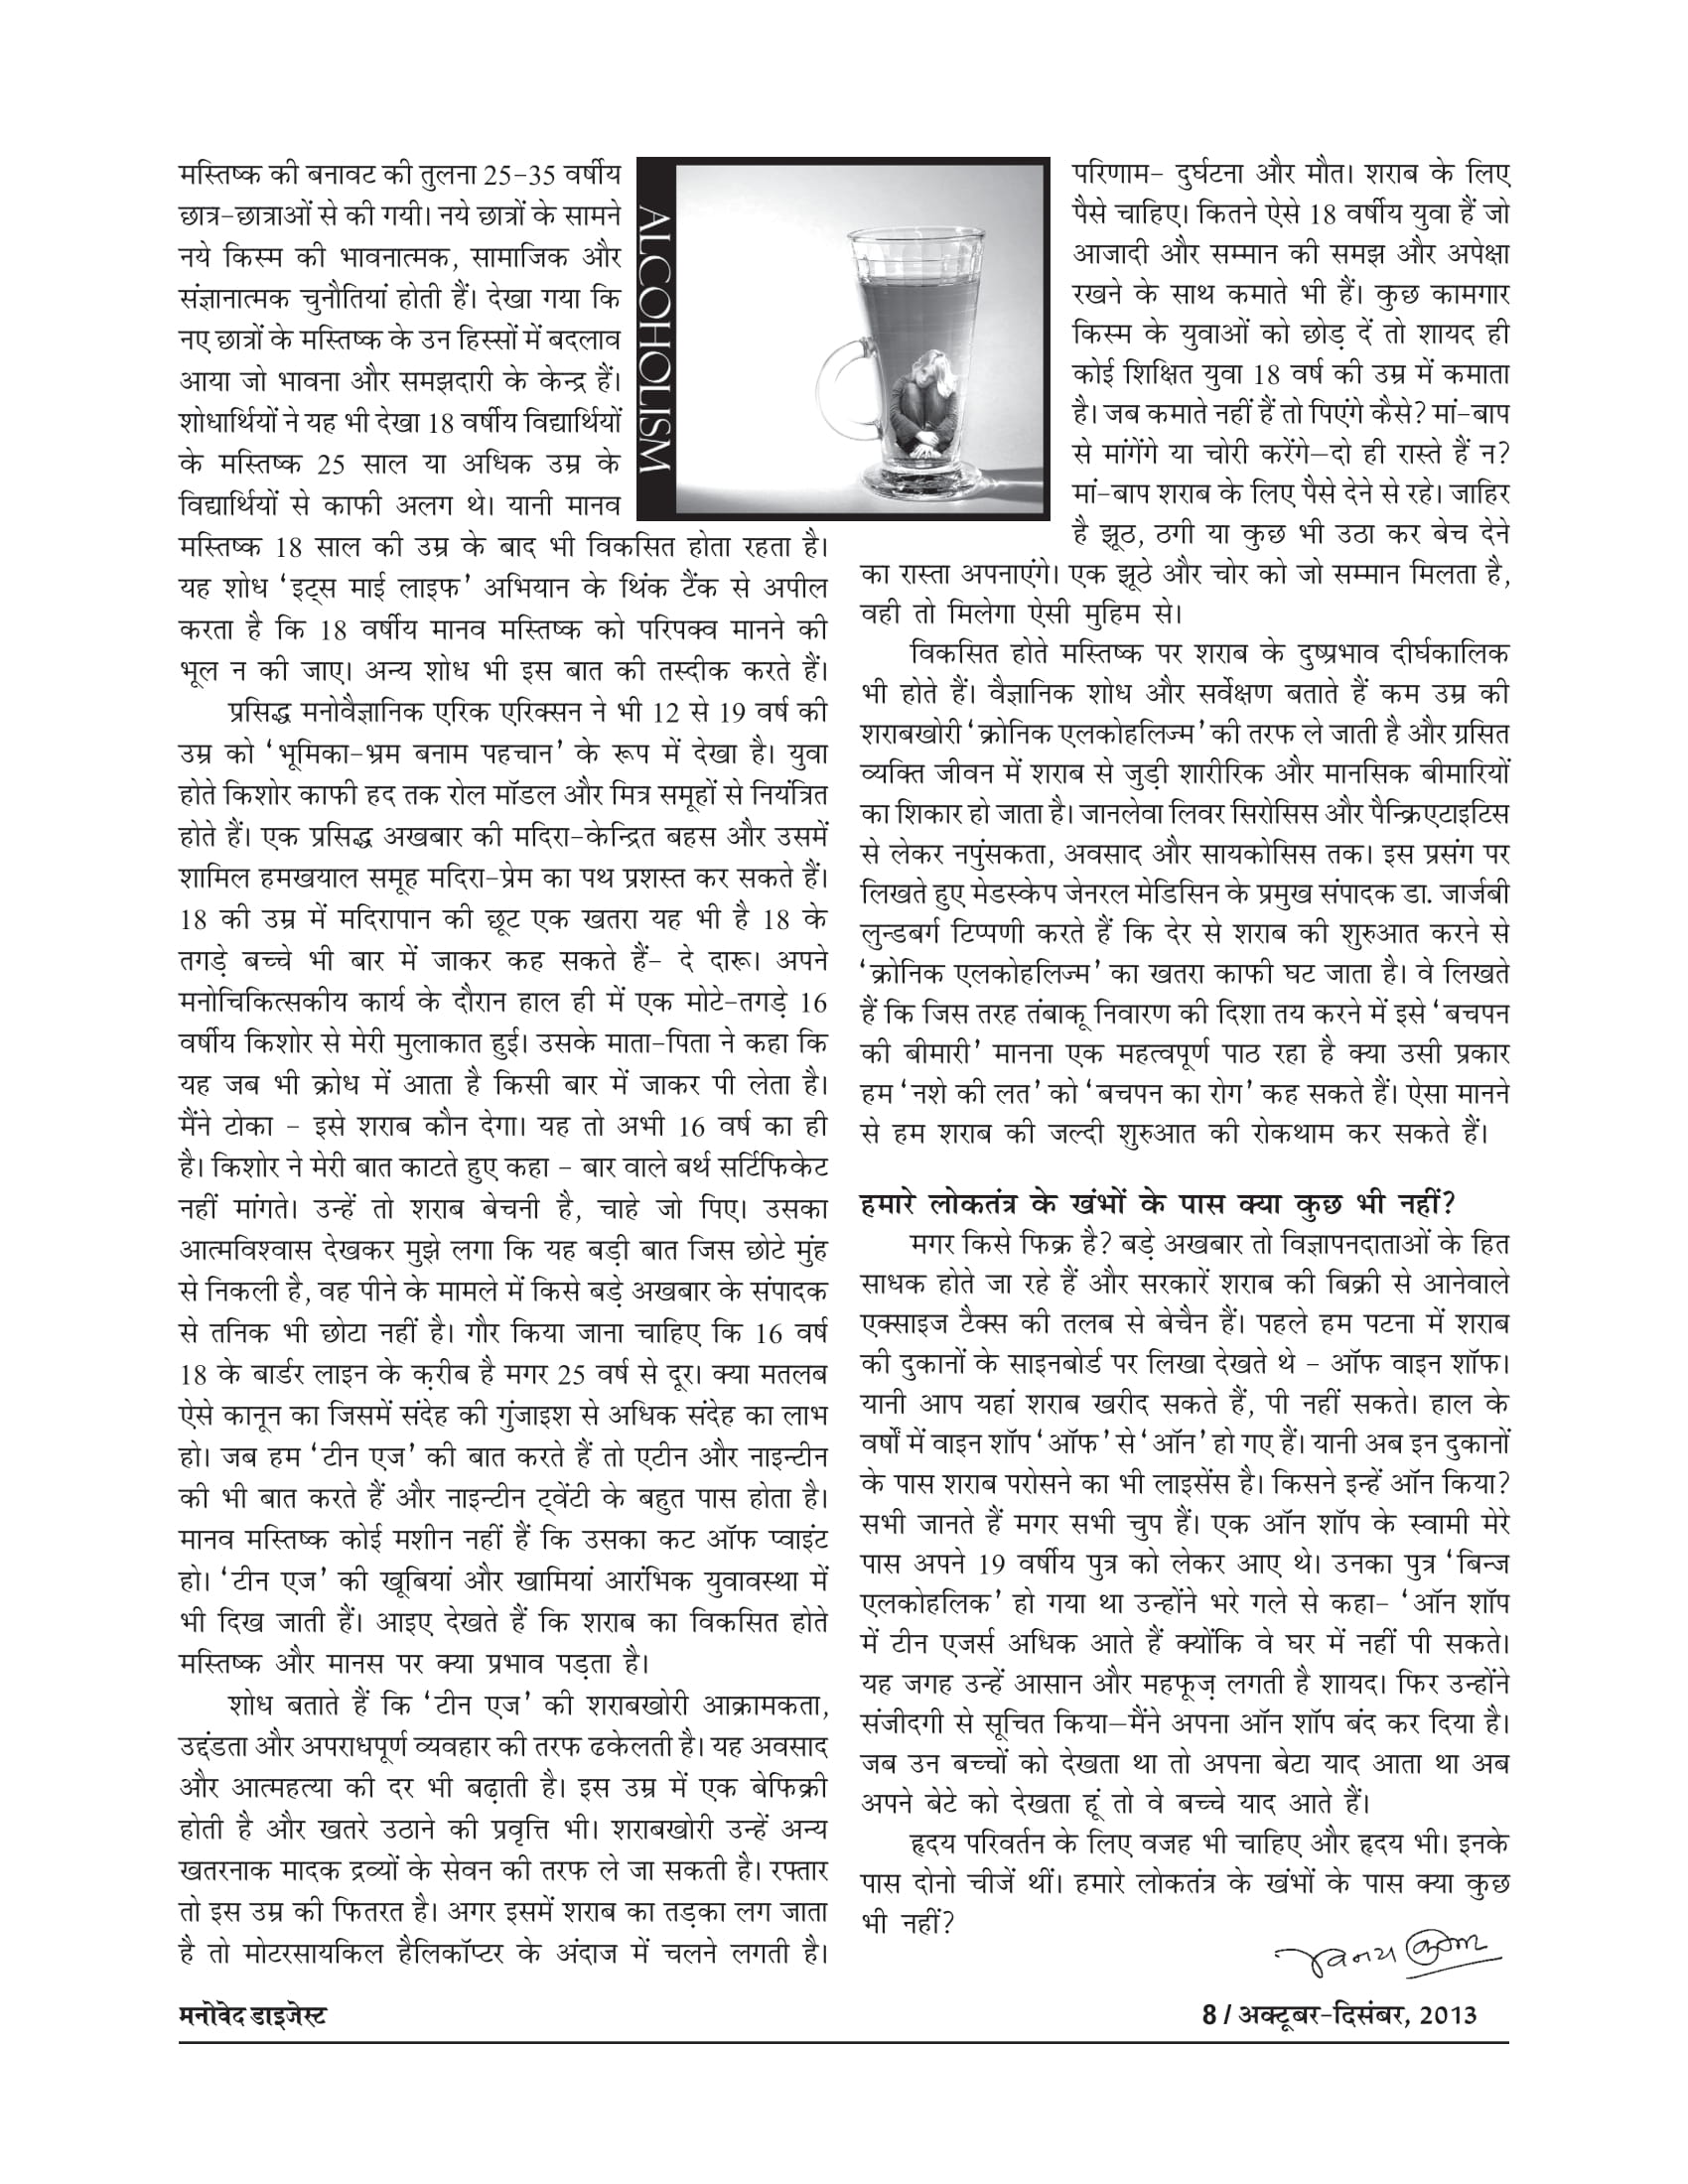 मस्तिष्क की बनावट की तुलना 25-35 वर्षीय
छात्र-छात्राओं से की गयी। नये छात्रों के सामने
नये किस्म की भावनात्मक, सामाजिक और
संज्ञानात्मक चुनौतियां होती हैं। देखा गया कि
नए छात्रों के मस्तिष्क के उन हिस्सों में बदलाव
आया जो भावना और समझदारी के केन्द्र हैं।
शोधार्थियों ने यह भी देखा 18 वर्षीय विद्यार्थियों
के मस्तिष्क 25 साल या अधिक उम्र के
विद्यार्थियों से काफी अलग थे। यानी मानव
मस्तिष्क 18 साल की उम्र के बाद भी विकसित होता रहता है।
यह शोध ‘इट्स माई लाइफ’ अभियान के थिंक टैंक से अपील
करता है कि 18 वर्षीय मानव मस्तिष्क को परिपक्व मानने की
भूल न की जाए। अन्य शोध भी इस बात की तस्दीक करते हैं।
प्रसिद्ध मनोवैज्ञानिक एरिक एरिक्सन ने भी 12 से 19 वर्ष की
उम्र को ‘भूमिका-भ्रम बनाम पहचान’ के रूप में देखा है। युवा
होते किशोर काफी हद तक रोल मॉडल और मित्र समूहों से नियंत्रित
होते हैं। एक प्रसिद्ध अखबार की मदिरा-केन्द्रित बहस और उसमें
शामिल हमखयाल समूह मदिरा-प्रेम का पथ प्रशस्त कर सकते हैं।
18 की उम्र में मदिरापान की छूट एक खतरा यह भी है 18 के
तगड़े बच्चे भी बार में जाकर कह सकते हैं- दे दारू। अपने
मनोचिकित्सकीय कार्य के दौरान हाल ही में एक मोटे-तगड़े 16
वर्षीय किशोर से मेरी मुलाकात हुई। उसके माता-पिता ने कहा कि
यह जब भी क्रोध में आता है किसी बार में जाकर पी लेता है।
मैंने टोका - इसे शराब कौन देगा। यह तो अभी 16 वर्ष का ही
है। किशोर ने मेरी बात काटते हुए कहा - बार वाले बर्थ सर्टिफिकेट
नहीं मांगते। उन्हें तो शराब बेचनी है, चाहे जो पिए। उसका
आत्मविश्वास देखकर मुझे लगा कि यह बड़ी बात जिस छोटे मुंह
से निकली है, वह पीने के मामले में किसे बड़े अखबार के संपादक
से तनिक भी छोटा नहीं है। गौर किया जाना चाहिए कि 16 वर्ष
18 के बार्डर लाइन के क़रीब है मगर 25 वर्ष से दूर। क्या मतलब
ऐसे कानून का जिसमें संदेह की गुंजाइश से अधिक संदेह का लाभ
हो। जब हम ‘टीन एज’ की बात करते हैं तो एटीन और नाइन्टीन
की भी बात करते हैं और नाइन्टीन ट्वेंटी के बहुत पास होता है।
मानव मस्तिष्क कोई मशीन नहीं हैं कि उसका कट ऑफ प्वाइंट
हो। ‘टीन एज’ की खूबियां और खामियां आरंभिक युवावस्था में
भी दिख जाती हैं। आइए देखते हैं कि शराब का विकसित होते
मस्तिष्क और मानस पर क्या प्रभाव पड़ता है।
शोध बताते हैं कि ‘टीन एज’ की शराबखोरी आक्रामकता,
उद्दंडता और अपराधपूर्ण व्यवहार की तरफ ढकेलती है। यह अवसाद
और आत्महत्या की दर भी बढ़ाती है। इस उम्र में एक बेफिक्री
होती है और खतरे उठाने की प्रवृत्ति भी। शराबखोरी उन्हें अन्य
खतरनाक मादक द्रव्यों के सेवन की तरफ ले जा सकती है। रफ्तार
तो इस उम्र की फितरत है। अगर इसमें शराब का तड़का लग जाता
है तो मोटरसायकिल हैलिकॉप्टर के अंदाज में चलने लगती है।
ALCOHOLISM
परिणाम- दुर्घटना और मौत। शराब के लिए
पैसे चाहिए। कितने ऐसे 18 वर्षीय युवा हैं जो
आजादी और सम्मान की समझ और अपेक्षा
रखने के साथ कमाते भी हैं। कुछ कामगार
किस्म के युवाओं को छोड़ दें तो शायद ही
कोई शिक्षित युवा 18 वर्ष की उम्र में कमाता
है। जब कमाते नहीं हैं तो पिएंगे कैसे? मां-बाप
से मांगेंगे या चोरी करेंगे—दो ही रास्ते हैं न?
मां-बाप शराब के लिए पैसे देने से रहे। जाहिर
है झूठ, ठगी या कुछ भी उठा कर बेच देने
का रास्ता अपनाएंगे। एक झूठे और चोर को जो सम्मान मिलता है,
वही तो मिलेगा ऐसी मुहिम से।
विकसित होते मस्तिष्क पर शराब के दुष्प्रभाव दीर्घकालिक
भी होते हैं। वैज्ञानिक शोध और सर्वेक्षण बताते हैं कम उम्र की
शराबखोरी ‘क्रोनिक एलकोहलिज्म’ की तरफ ले जाती है और ग्रसित
व्यक्ति जीवन में शराब से जुड़ी शारीरिक और मानसिक बीमारियों
का शिकार हो जाता है। जानलेवा लिवर सिरोसिस और पैन्क्रिएटाइटिस
से लेकर नपुंसकता, अवसाद और सायकोसिस तक। इस प्रसंग पर
लिखते हुए मेडस्केप जेनरल मेडिसिन के प्रमुख संपादक डा. जार्जबी
लुन्डबर्ग टिप्पणी करते हैं कि देर से शराब की शुरुआत करने से
‘क्रोनिक एलकोहलिज्म’ का खतरा काफी घट जाता है। वे लिखते
हैं कि जिस तरह तंबाकू निवारण की दिशा तय करने में इसे ‘बचपन
की बीमारी’ मानना एक महत्वपूर्ण पाठ रहा है क्या उसी प्रकार
हम ‘नशे की लत’ को ‘बचपन का रोग’ कह सकते हैं। ऐसा मानने
से हम शराब की जल्दी शुरुआत की रोकथाम कर सकते हैं।
हमारे लोकतंत्र के खंभों के पास क्या कुछ भी नहीं?
मगर किसे फिक्र है? बड़े अखबार तो विज्ञापनदाताओं के हित
साधक होते जा रहे हैं और सरकारें शराब की बिक्री से आनेवाले
एक्साइज टैक्स की तलब से बेचैन हैं। पहले हम पटना में शराब
की दुकानों के साइनबोर्ड पर लिखा देखते थे - ऑफ वाइन शॉफ।
यानी आप यहां शराब खरीद सकते हैं, पी नहीं सकते। हाल के
वर्षों में वाइन शॉप ‘ऑफ’ से ‘ऑन’ हो गए हैं। यानी अब इन दुकानों
के पास शराब परोसने का भी लाइसेंस है। किसने इन्हें ऑन किया?
सभी जानते हैं मगर सभी चुप हैं। एक ऑन शॉप के स्वामी मेरे
पास अपने 19 वर्षीय पुत्र को लेकर आए थे। उनका पुत्र ‘बिन्ज
एलकोहलिक’ हो गया था उन्होंने भरे गले से कहा- ‘ऑन शॉप
में टीन एजर्स अधिक आते हैं क्योंकि वे घर में नहीं पी सकते।
यह जगह उन्हें आसान और महफूज़ लगती है शायद। फिर उन्होंने
संजीदगी से सूचित किया—मैंने अपना ऑन शॉप बंद कर दिया है।
जब उन बच्चों को देखता था तो अपना बेटा याद आता था अब
अपने बेटे को देखता हूं तो वे बच्चे याद आते हैं।
हृदय परिवर्तन के लिए वजह भी चाहिए और हृदय भी। इनके
पास दोनो चीजें थीं। हमारे लोकतंत्र के खंभों के पास क्या कुछ
भी नहीं?
विनय कुमार
मनोवेद डाइजेस्ट
8 / अक्टूबर-दिसंबर, 2013